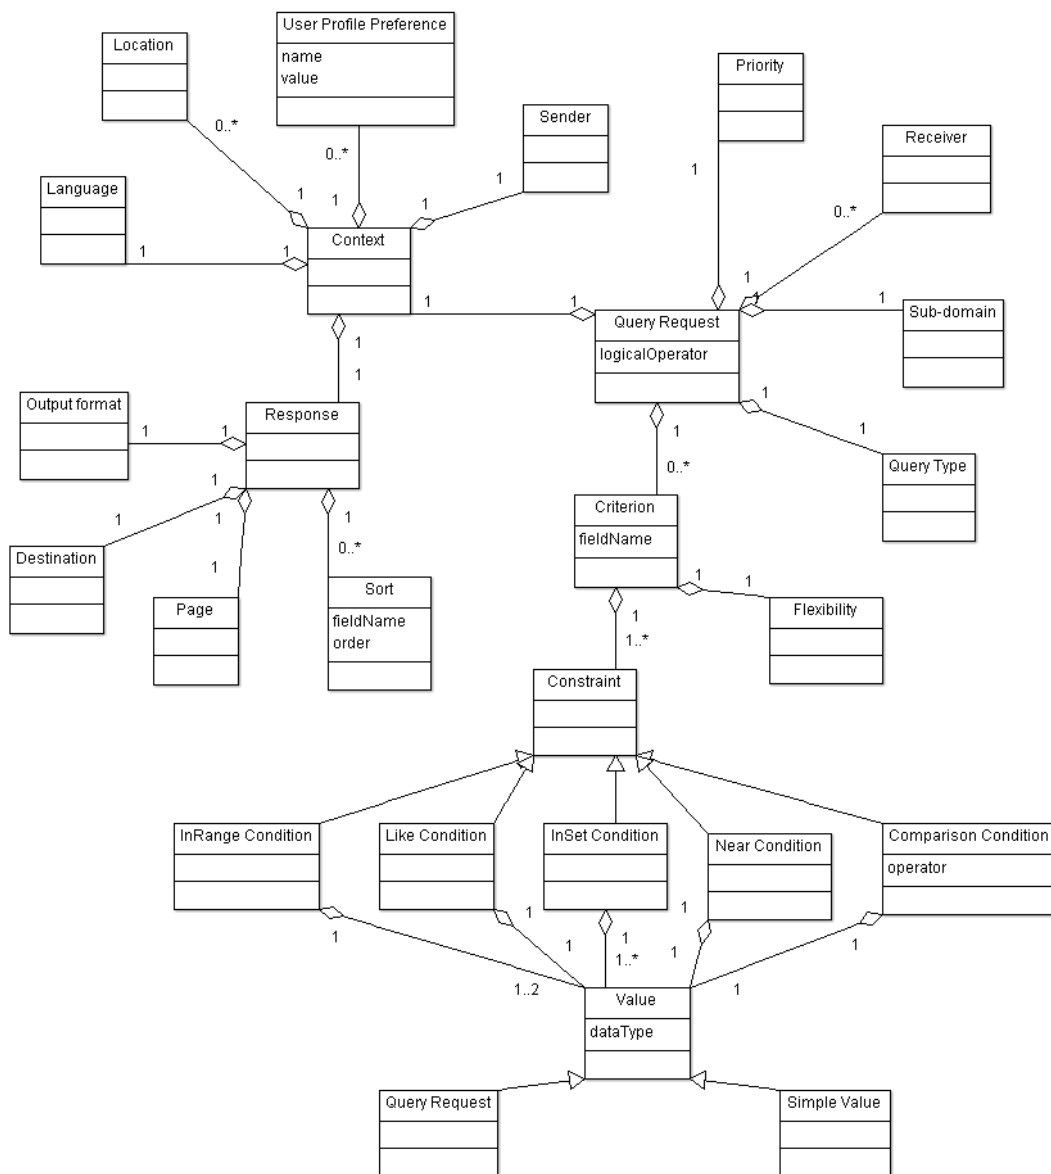 User Profile Preference
name
value
Location
Priority
Sender
Receiver
0..*
0..*
1
1
Language
0..*
1
1
1
Context
1
1
1
1
1
1
Sub-domain
1
1
Query Request
logicalOperator
1
1
1
Output format
Response
1
1
1
1
Query Type
0..*
1
1
1
1
Criterion
fieldName
1
0..*
Destination
1
1
1
Page
Sort
fieldName
order
Flexibility
1
1..*
Constraint
InRange Condition
Like Condition
InSet Condition
Near Condition
Comparison Condition
operator
1
1
1
1
1
1
1..*
1
1..2
1
Value
dataType
Query Request
Simple Value